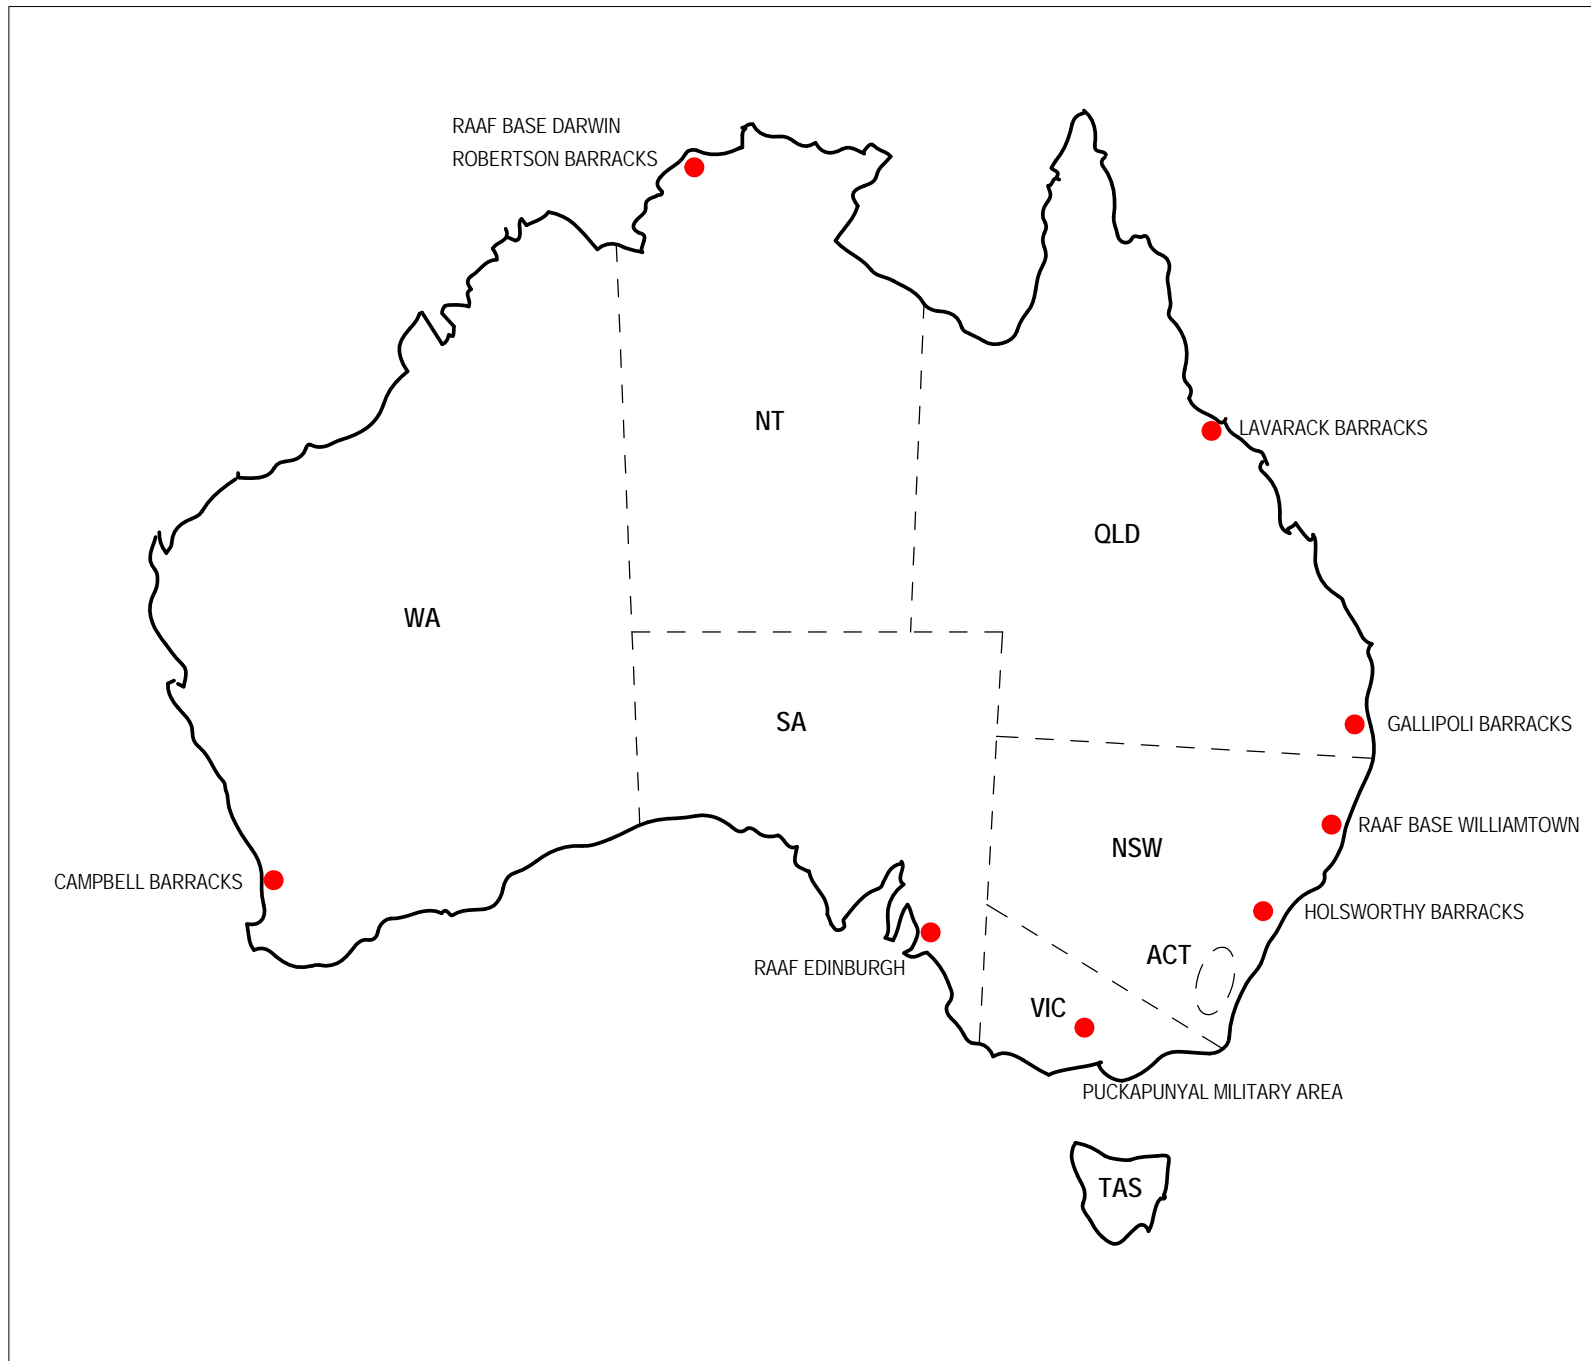 RAAF BASE DARWIN
ROBERTSON BARRACKS
NT
LAVARACK BARRACKS
QLD
WA
SA
GALLIPOLI BARRACKS
RAAF BASE WILLIAMTOWN
NSW
CAMPBELL BARRACKS
HOLSWORTHY BARRACKS
ACT
RAAF EDINBURGH
VIC
PUCKAPUNYAL MILITARY AREA
TAS